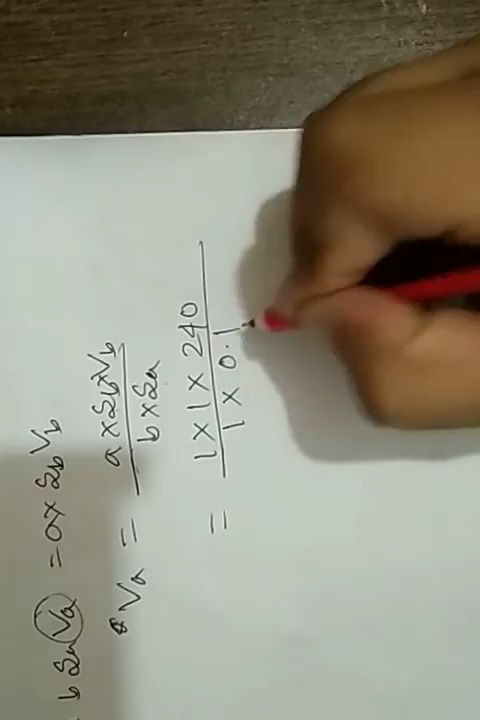 b Sa Va = a x Sb Vb
Va = a x Sb x Vb / b x Sa
= 1 x 1 x 240 / 1 x 0.1